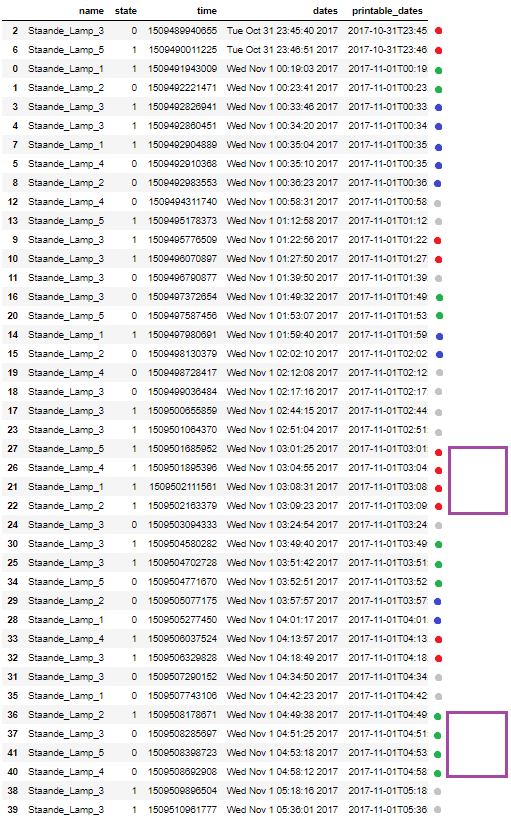 name state time dates printable_dates
2 Staande_Lamp_3 0 1509489940655 Tue Oct 31 23:45:40 2017 2017-10-31T23:45
6 Staande_Lamp_5 1 1509490011225 Tue Oct 31 23:46:51 2017 2017-10-31T23:46
0 Staande_Lamp_1 1 1509491943009 Wed Nov 1 00:19:03 2017 2017-11-01T00:19
1 Staande_Lamp_2 0 1509492221471 Wed Nov 1 00:23:41 2017 2017-11-01T00:23
3 Staande_Lamp_3 1 1509492826941 Wed Nov 1 00:33:46 2017 2017-11-01T00:33
4 Staande_Lamp_3 1 1509492860451 Wed Nov 1 00:34:20 2017 2017-11-01T00:34
7 Staande_Lamp_1 1 1509492904889 Wed Nov 1 00:35:04 2017 2017-11-01T00:35
5 Staande_Lamp_4 0 1509492910368 Wed Nov 1 00:35:10 2017 2017-11-01T00:35
8 Staande_Lamp_2 0 1509492983553 Wed Nov 1 00:36:23 2017 2017-11-01T00:36
12 Staande_Lamp_4 0 1509494311740 Wed Nov 1 00:58:31 2017 2017-11-01T00:58
13 Staande_Lamp_5 1 1509495178373 Wed Nov 1 01:12:58 2017 2017-11-01T01:12
9 Staande_Lamp_3 1 1509495776509 Wed Nov 1 01:22:56 2017 2017-11-01T01:22
10 Staande_Lamp_3 1 1509496070897 Wed Nov 1 01:27:50 2017 2017-11-01T01:27
11 Staande_Lamp_3 0 1509496790877 Wed Nov 1 01:39:50 2017 2017-11-01T01:39
16 Staande_Lamp_3 0 1509497372654 Wed Nov 1 01:49:32 2017 2017-11-01T01:49
20 Staande_Lamp_5 0 1509497587456 Wed Nov 1 01:53:07 2017 2017-11-01T01:53
14 Staande_Lamp_1 1 1509497980691 Wed Nov 1 01:59:40 2017 2017-11-01T01:59
15 Staande_Lamp_2 0 1509498130379 Wed Nov 1 02:02:10 2017 2017-11-01T02:02
19 Staande_Lamp_4 0 1509498728417 Wed Nov 1 02:12:08 2017 2017-11-01T02:12
18 Staande_Lamp_3 0 1509499036484 Wed Nov 1 02:17:16 2017 2017-11-01T02:17
17 Staande_Lamp_3 1 1509500655859 Wed Nov 1 02:44:15 2017 2017-11-01T02:44
23 Staande_Lamp_3 1 1509501064370 Wed Nov 1 02:51:04 2017 2017-11-01T02:51
27 Staande_Lamp_5 1 1509501685952 Wed Nov 1 03:01:25 2017 2017-11-01T03:01
26 Staande_Lamp_4 1 1509501895396 Wed Nov 1 03:04:55 2017 2017-11-01T03:04
21 Staande_Lamp_1 1 1509502111561 Wed Nov 1 03:08:31 2017 2017-11-01T03:08
22 Staande_Lamp_3 1 1509502163379 Wed Nov 1 03:09:23 2017 2017-11-01T03:09
24 Staande_Lamp_3 0 1509503094333 Wed Nov 1 03:24:54 2017 2017-11-01T03:24
30 Staande_Lamp_3 1 1509504580282 Wed Nov 1 03:49:40 2017 2017-11-01T03:49
25 Staande_Lamp_3 1 1509504702728 Wed Nov 1 03:51:42 2017 2017-11-01T03:51
34 Staande_Lamp_5 0 1509504771670 Wed Nov 1 03:52:51 2017 2017-11-01T03:52
29 Staande_Lamp_2 0 1509505077175 Wed Nov 1 03:57:57 2017 2017-11-01T03:57
28 Staande_Lamp_1 0 1509505277450 Wed Nov 1 04:01:17 2017 2017-11-01T04:01
33 Staande_Lamp_4 1 1509506037524 Wed Nov 1 04:13:57 2017 2017-11-01T04:13
32 Staande_Lamp_3 1 1509506329828 Wed Nov 1 04:18:49 2017 2017-11-01T04:18
31 Staande_Lamp_3 0 1509507290152 Wed Nov 1 04:34:50 2017 2017-11-01T04:34
35 Staande_Lamp_1 0 1509507743106 Wed Nov 1 04:42:23 2017 2017-11-01T04:42
36 Staande_Lamp_2 1 1509508178671 Wed Nov 1 04:49:38 2017 2017-11-01T04:49
37 Staande_Lamp_3 0 1509508285697 Wed Nov 1 04:51:25 2017 2017-11-01T04:51
41 Staande_Lamp_5 0 1509508398723 Wed Nov 1 04:53:18 2017 2017-11-01T04:53
40 Staande_Lamp_4 0 1509508692908 Wed Nov 1 04:58:12 2017 2017-11-01T04:58
38 Staande_Lamp_3 1 1509509896504 Wed Nov 1 05:18:16 2017 2017-11-01T05:18
39 Staande_Lamp_3 1 1509510961777 Wed Nov 1 05:36:01 2017 2017-11-01T05:36